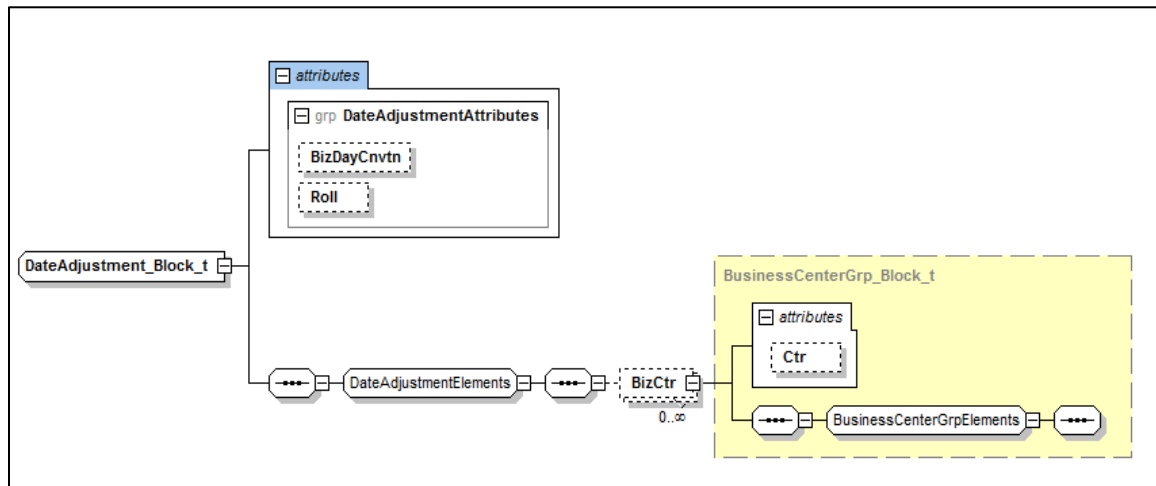 attributes
grp DateAdjustmentAttributes
BizDayCnvtn
Roll
DateAdjustment_Block_t
DateAdjustmentElements
BizCtr
0..∞
BusinessCenterGrp_Block_t
attributes
Ctr
BusinessCenterGrpElements